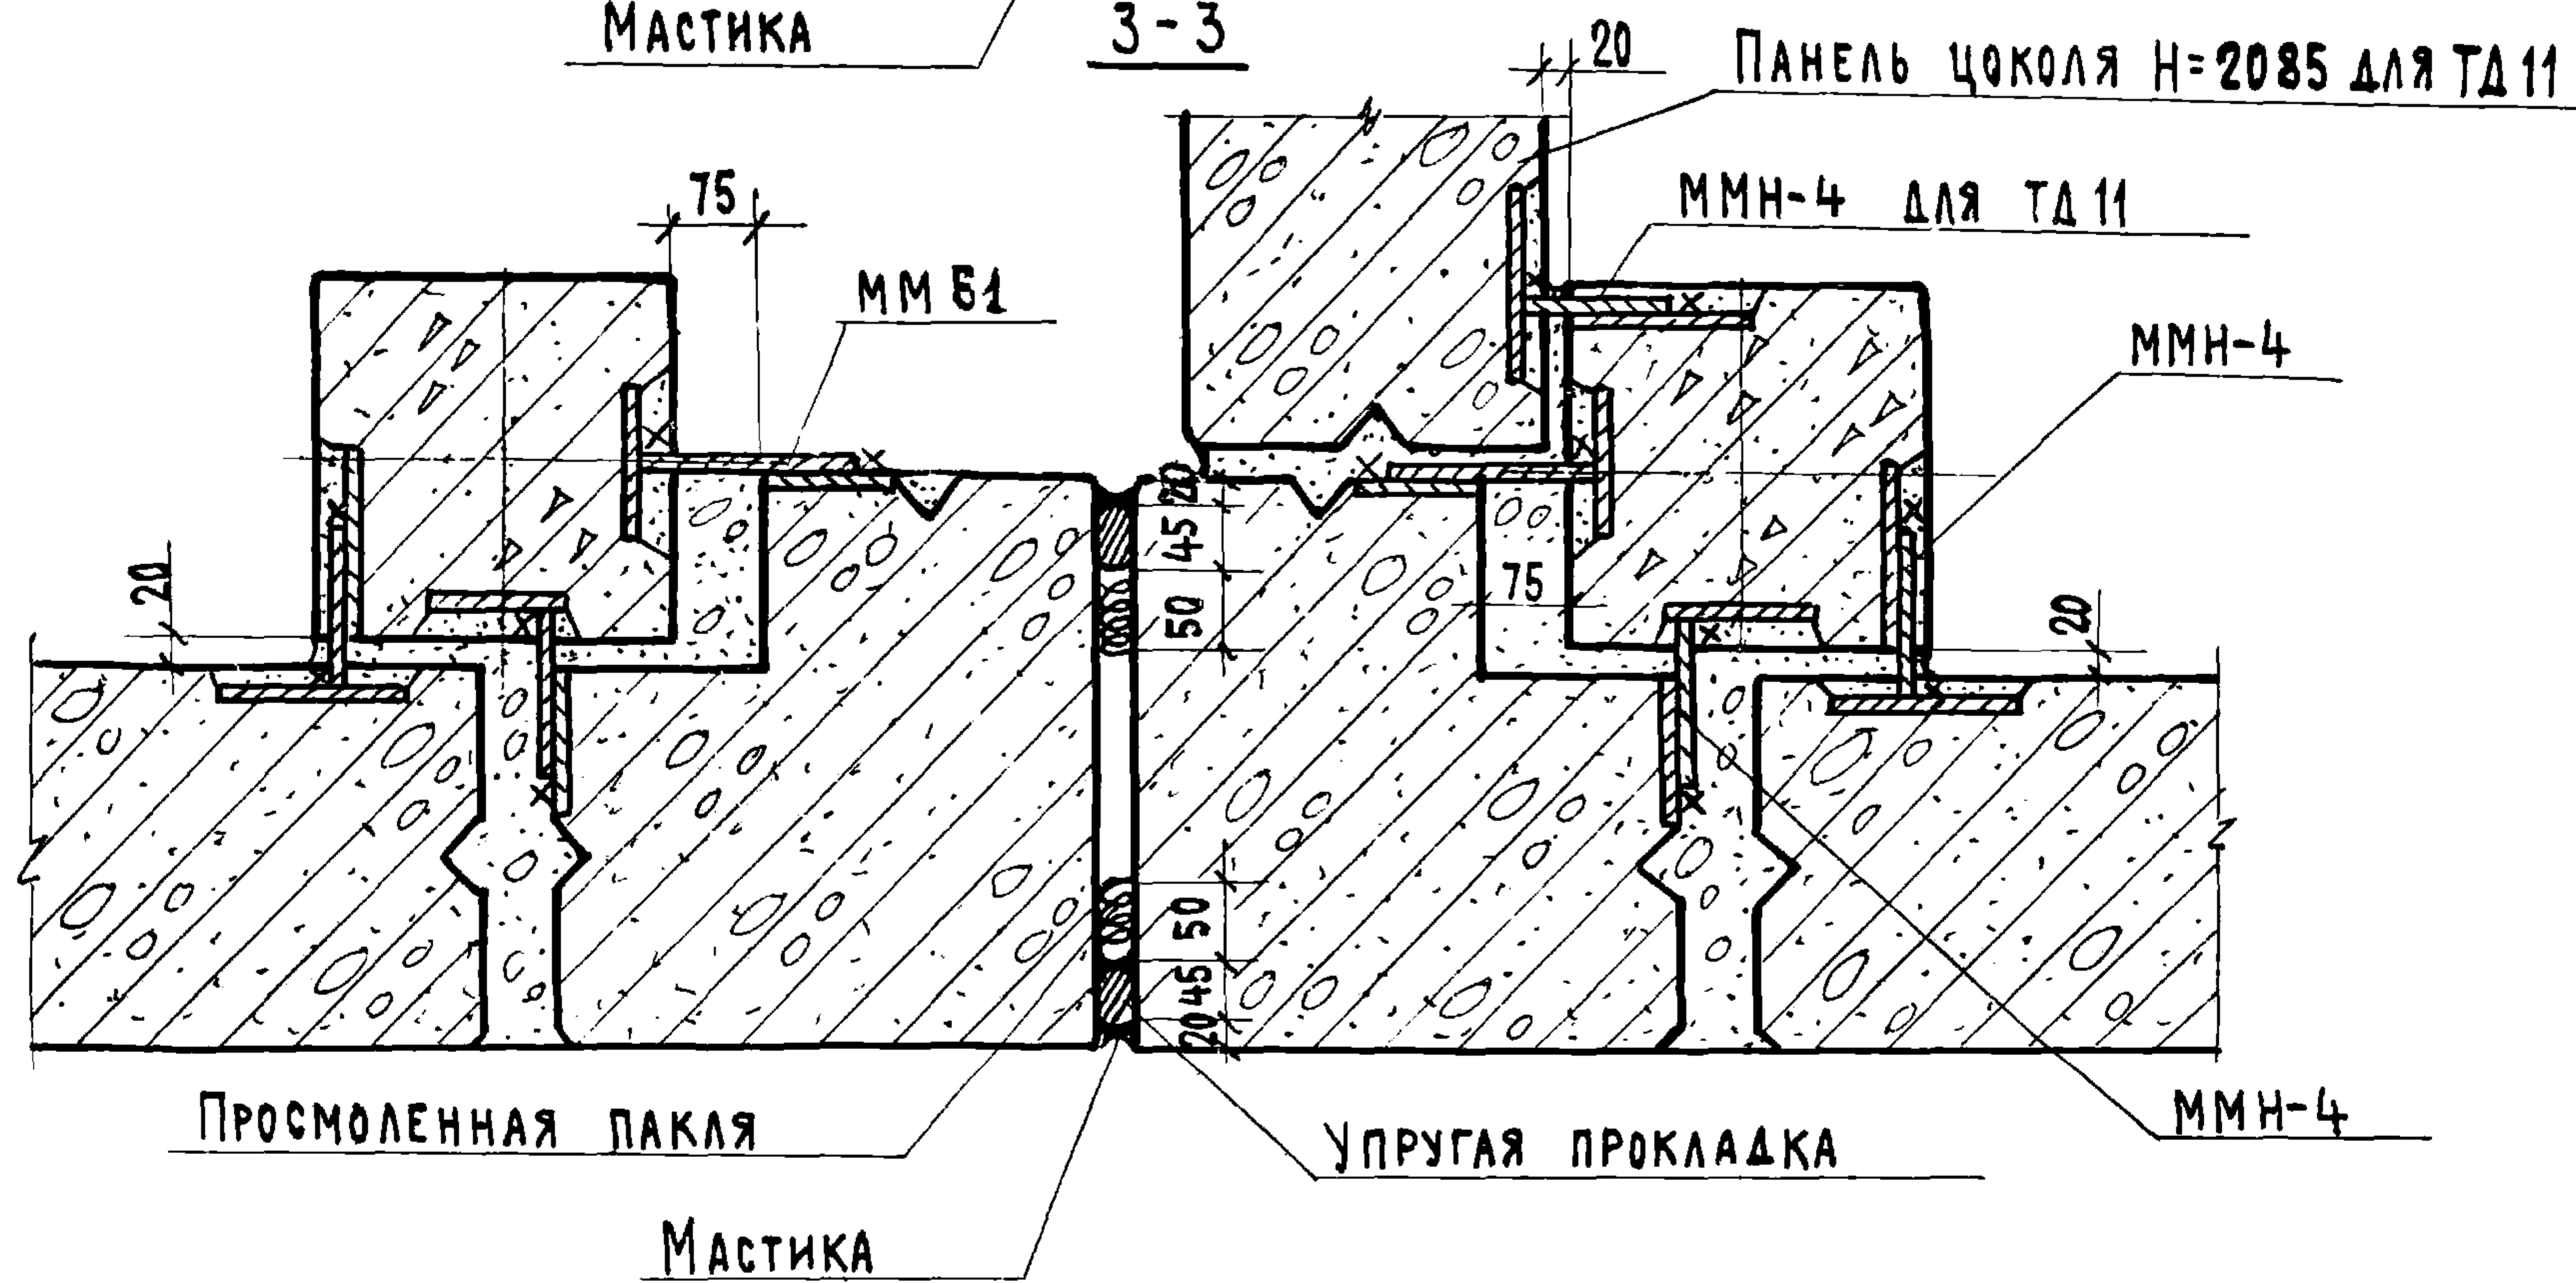 Мастика
3-3
20
Панель цоколя Н=2085 для ТД 11
75
ММН-4 для ТД 11
ММ 51
ММН-4
20
45
50
75
20
20
50
45
20
Просмоленная пакля
Упругая прокладка
ММН-4
Мастика